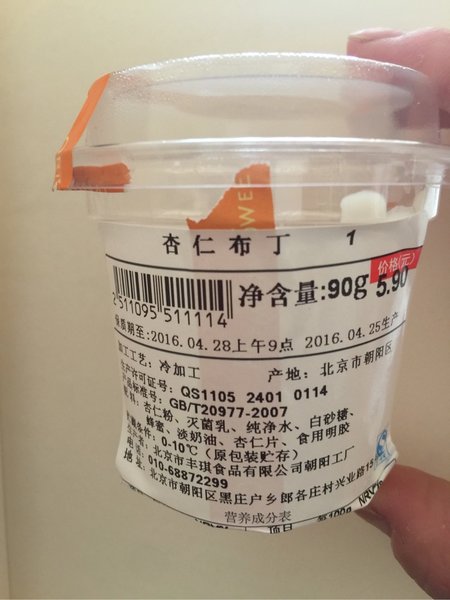 WEE
杏仁布丁 1
价格(元)
净含量:90g 5.90
2 511095 511114
保质期至:2016.04.28上午9点 2016.04.25生产
加工工艺: 冷加工 产地: 北京市朝阳区
生产许可证号: QS1105 2401 0114
产品标准号: GB/T20977-2007
料: 杏仁粉、灭菌乳、纯净水、白砂糖、
蜂蜜、淡奶油、杏仁片、食用明胶
条件: 0-10℃ (原包装贮存)
北京市丰琪食品有限公司朝阳工厂
电话: 010-68872299
地 北京市朝阳区黑庄户乡郎各庄村兴业路15
营养成分表
项目 100g NRV